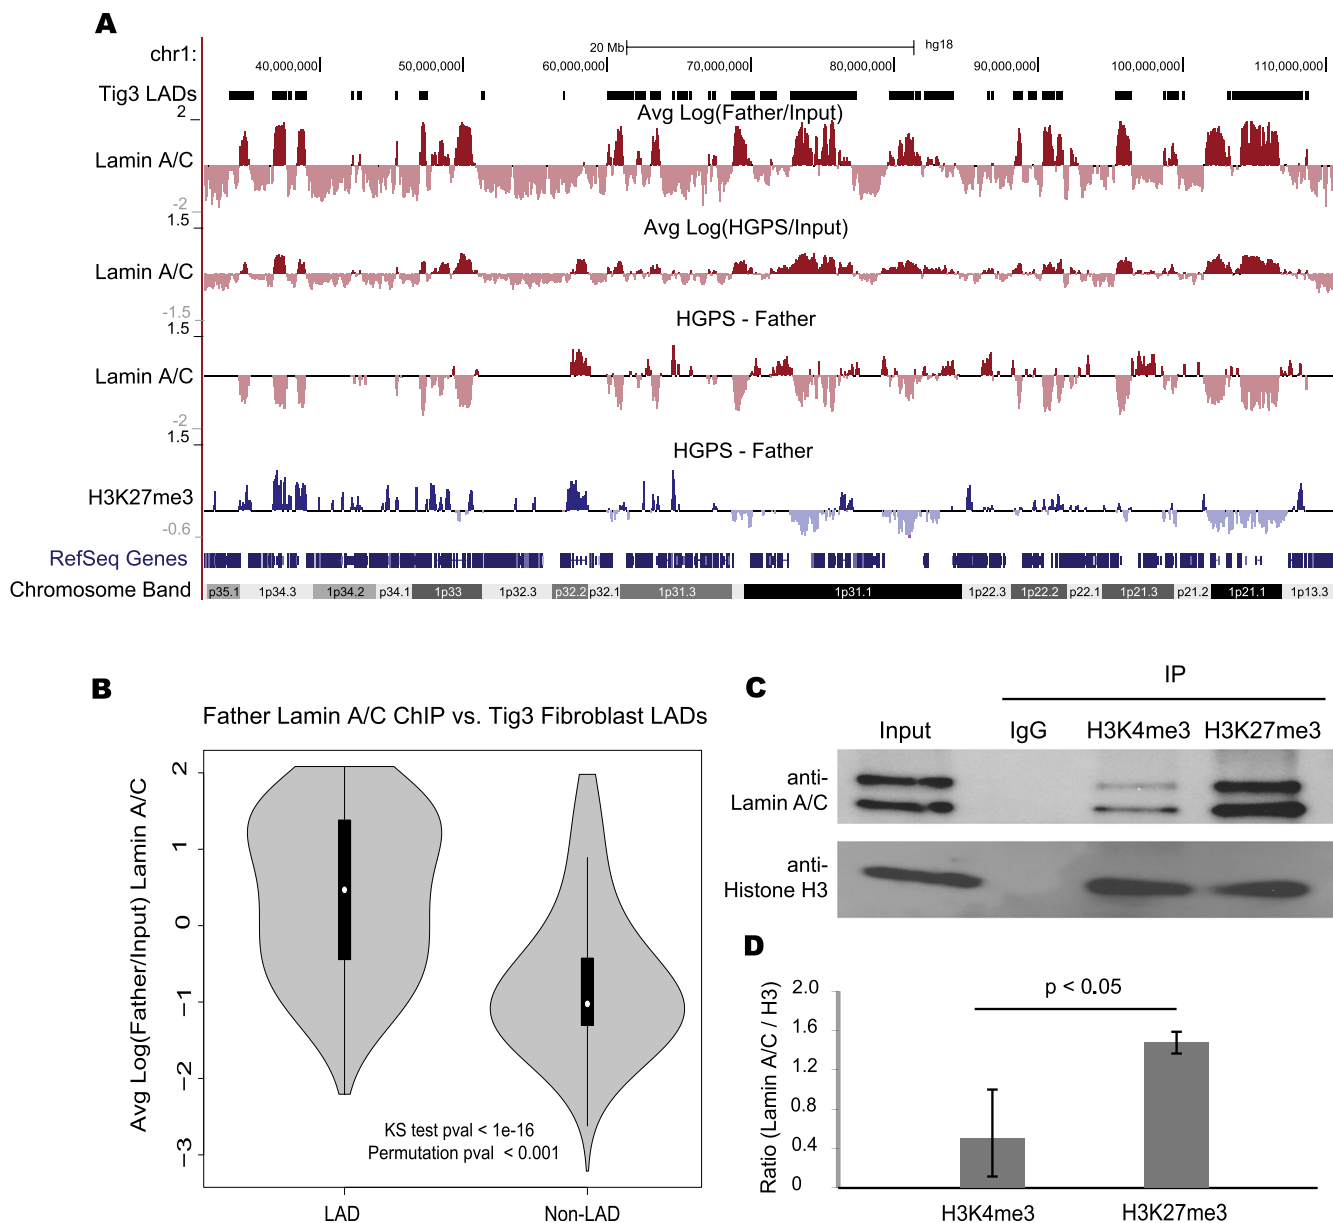 A
20 Mb
hg18
chr1:
40,000,000
50,000,000
60,000,000
70,000,000
80,000,000
90,000,000
100,000,000
110,000,000
Tig3 LADs
Avg Log(Father/Input)
2
Lamin A/C
-2
1.5
Avg Log(HGPS/Input)
Lamin A/C
-1.5
1.5
HGPS - Father
Lamin A/C
-2
1.5
HGPS - Father
H3K27me3
-0.6
RefSeq Genes
Chromosome Band
p35.1
1p34.3
1p34.2
p34.1
1p33
1p32.3
p32.2
p32.1
1p31.3
1p31.1
1p22.3
1p22.2
p22.1
1p21.3
p21.2
1p21.1
1p13.3
B
Father Lamin A/C ChIP vs. Tig3 Fibroblast LADs
Avg Log(Father/Input) Lamin A/C
2
1
0
−1
−2
−3
KS test pval < 1e-16
Permutation pval < 0.001
LAD
Non-LAD
C
IP
Input
IgG
H3K4me3
H3K27me3
anti-
Lamin A/C
anti-
Histone H3
D
Ratio (Lamin A/C / H3)
2.0
1.6
1.2
0.8
0.4
0
p < 0.05
H3K4me3
H3K27me3